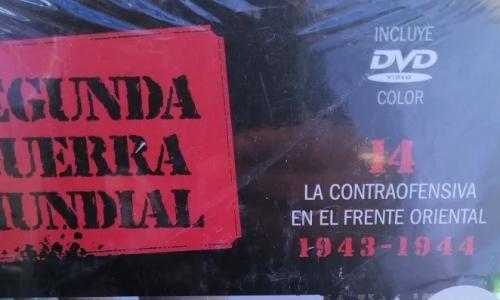 EGUNDA
UERRA
UNDIAL
INCLUYE
DVD
VIDEO
COLOR
14
LA CONTRAOFENSIVA
EN EL FRENTE ORIENTAL
1943-1944